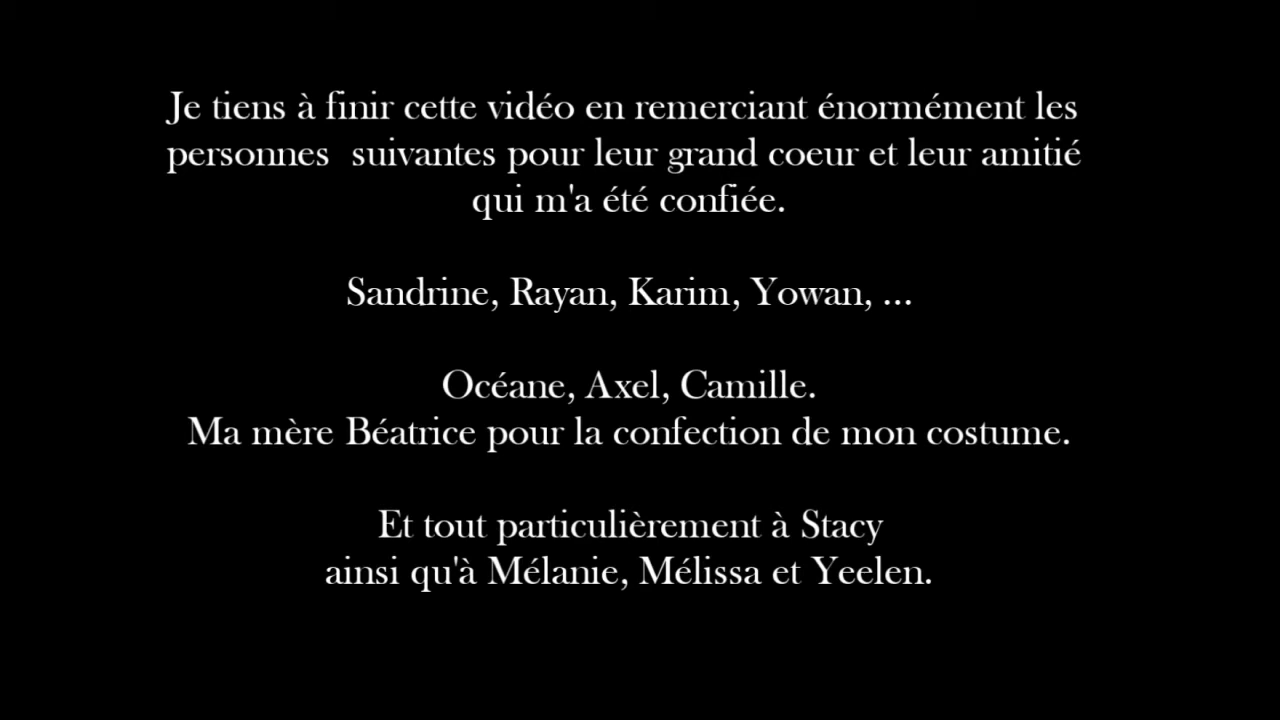 Je tiens à finir cette vidéo en remerciant énormément les
personnes  suivantes pour leur grand coeur et leur amitié
qui m'a été confiée.
Sandrine, Rayan, Karim, Yowan, ...
Océane, Axel, Camille.
Ma mère Béatrice pour la confection de mon costume.
Et tout particulièrement à Stacy
ainsi qu'à Mélanie, Mélissa et Yeelen.